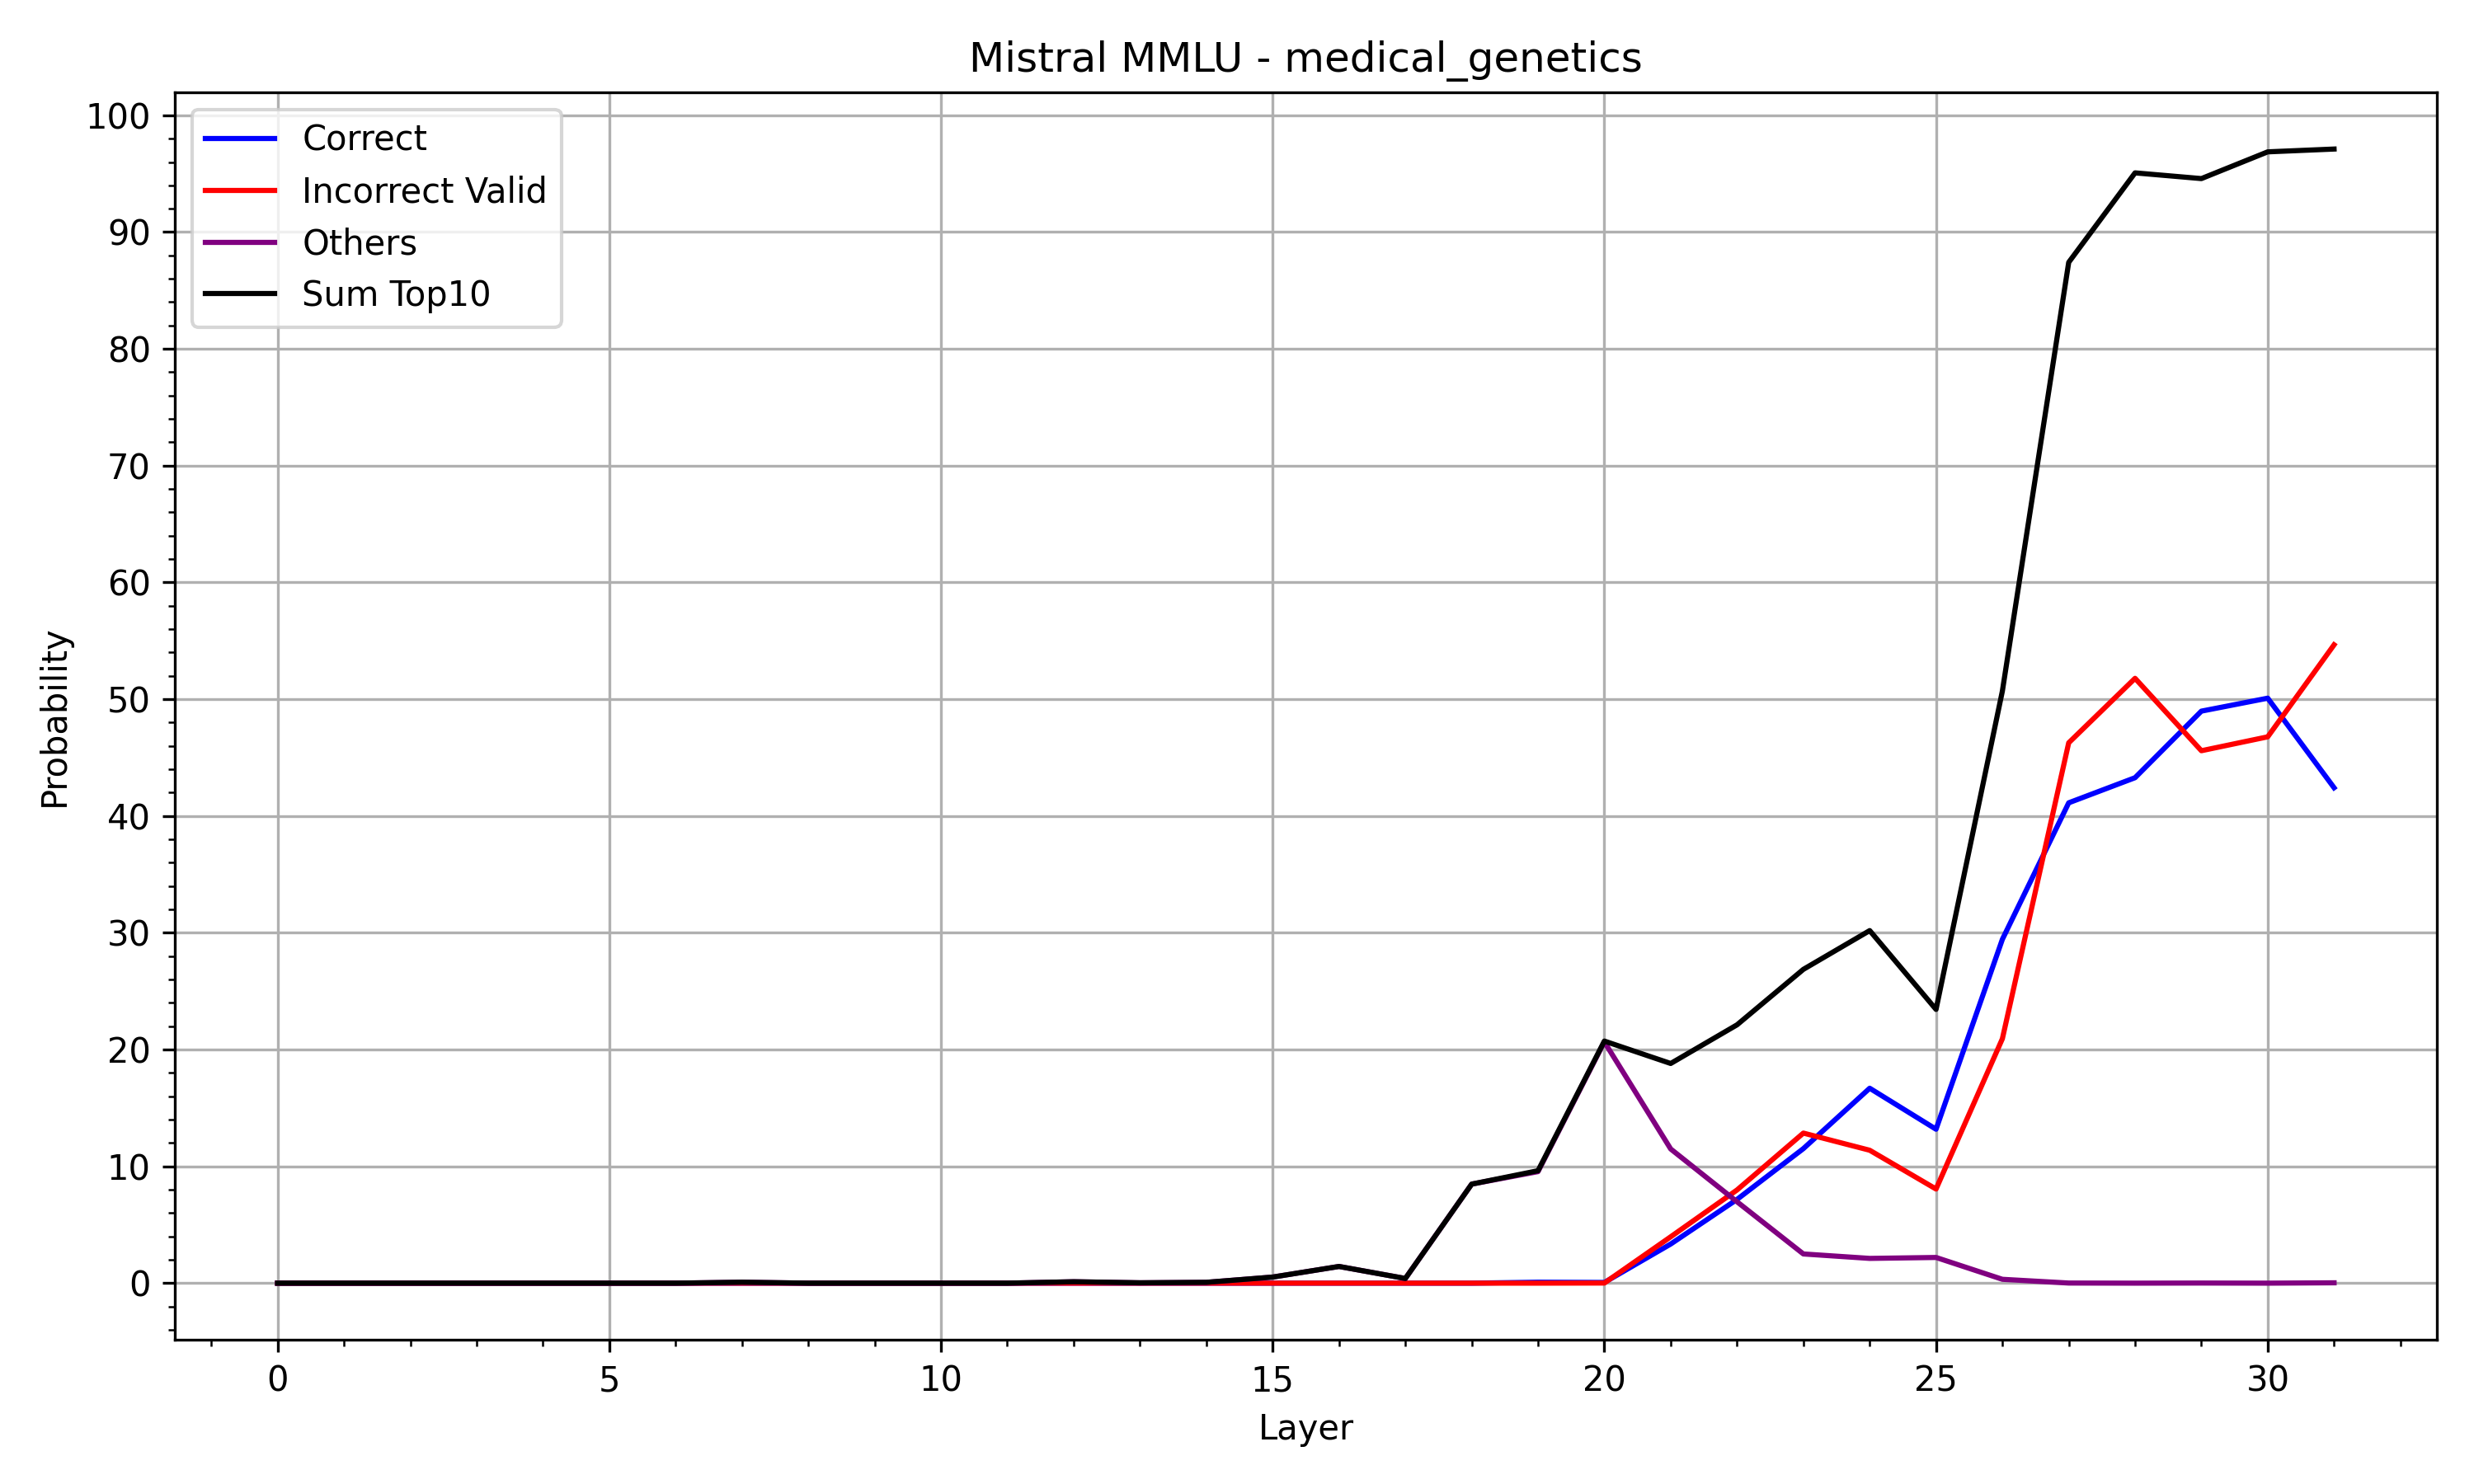 Mistral MMLU - medical_genetics
Correct
Incorrect Valid
Others
Sum Top10
100
90
80
70
60
50
40
30
20
10
0
Probability
0 5 10 15 20 25 30
Layer